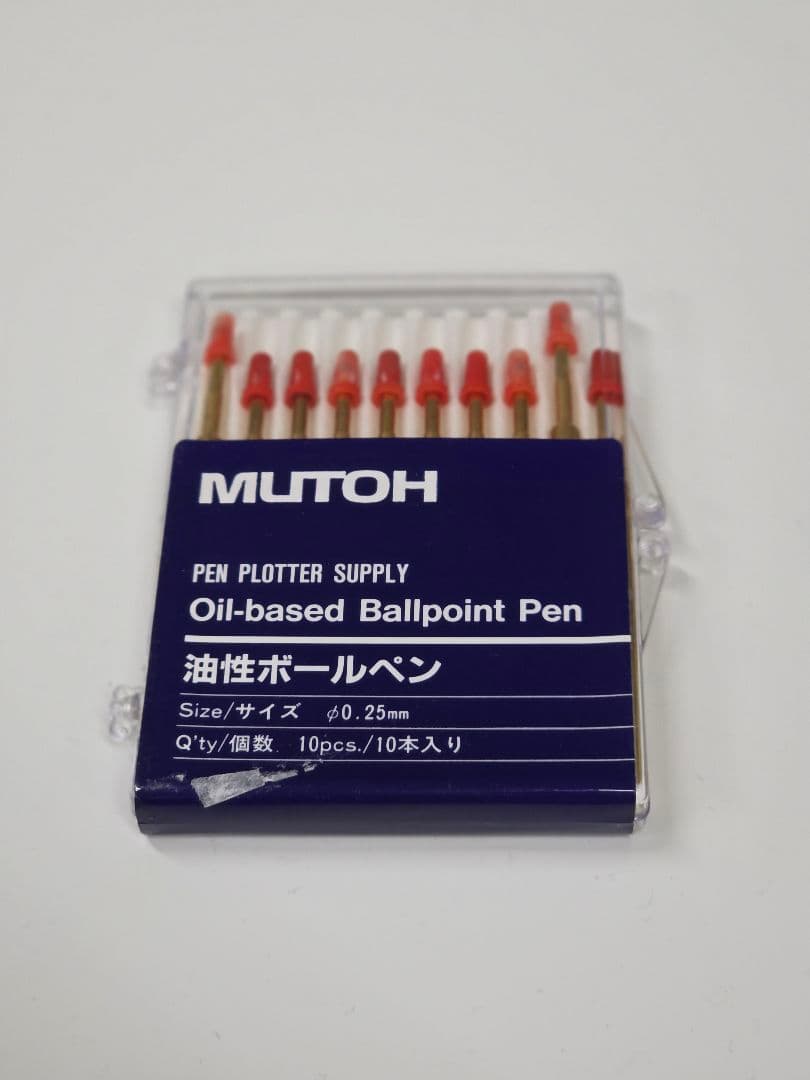 MUTOH
PEN PLOTTER SUPPLY
Oil-based Ballpoint Pen
油性ボールペン
Size/サイズ φ0.25mm
Q'ty/個数 10pcs./10本入り